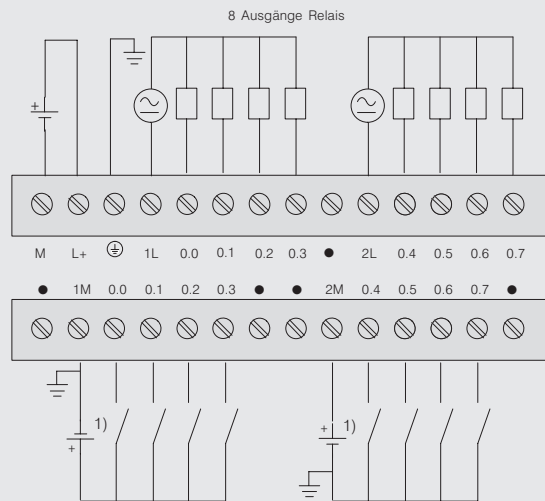 8 Ausgänge Relais
+
M L+ 1L 0.0 0.1 0.2 0.3 ● 2L 0.4 0.5 0.6 0.7
● 1M 0.0 0.1 0.2 0.3 ● ● 2M 0.4 0.5 0.6 0.7 ●
1) + 1)
+